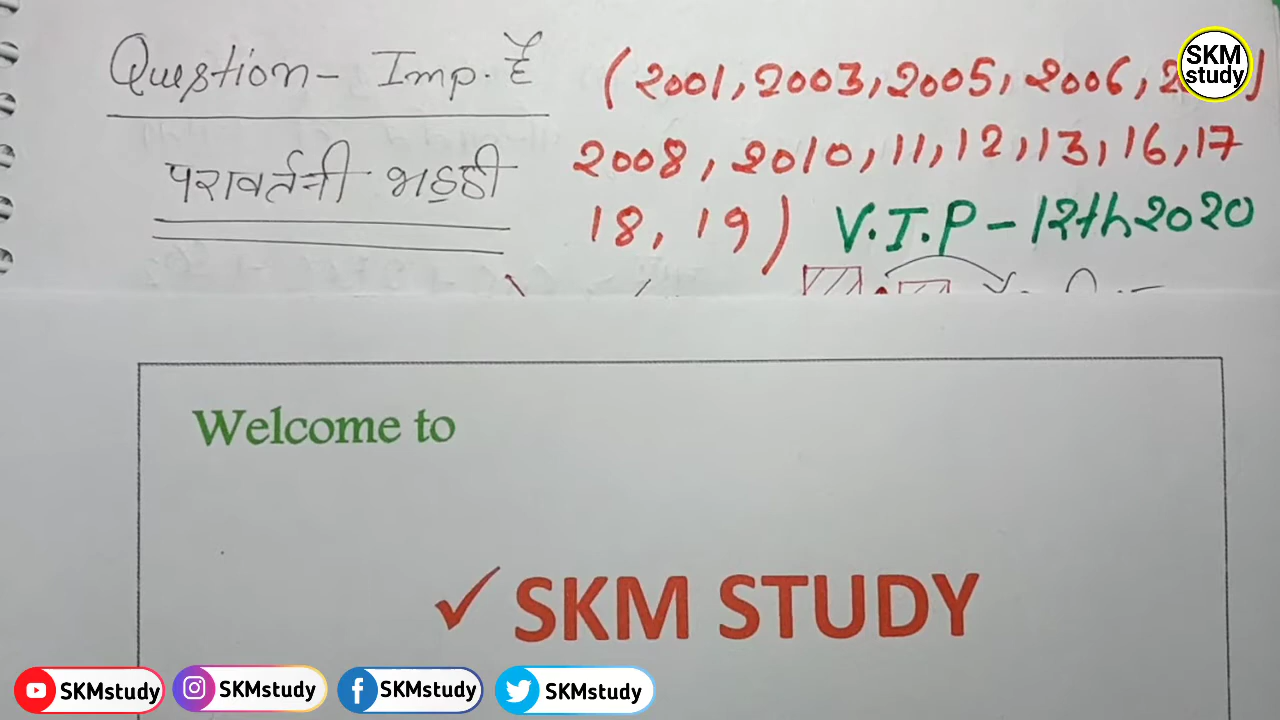 Question - Imp. है
(2001, 2003, 2005, 2006,
SKM
study
परावर्तनी भट्टी
2008, 2010, 11, 12, 13, 16, 17
18, 19) V.I.P - 12th 2020
Welcome to
✓ SKM STUDY
SKMstudy SKMstudy SKMstudy SKMstudy